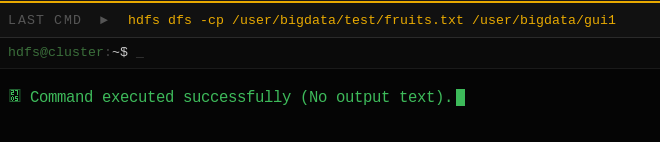 LAST CMD ▶ hdfs dfs -cp /user/bigdata/test/fruits.txt /user/bigdata/gui1
hdfs@cluster:~$ _
Command executed successfully (No output text).